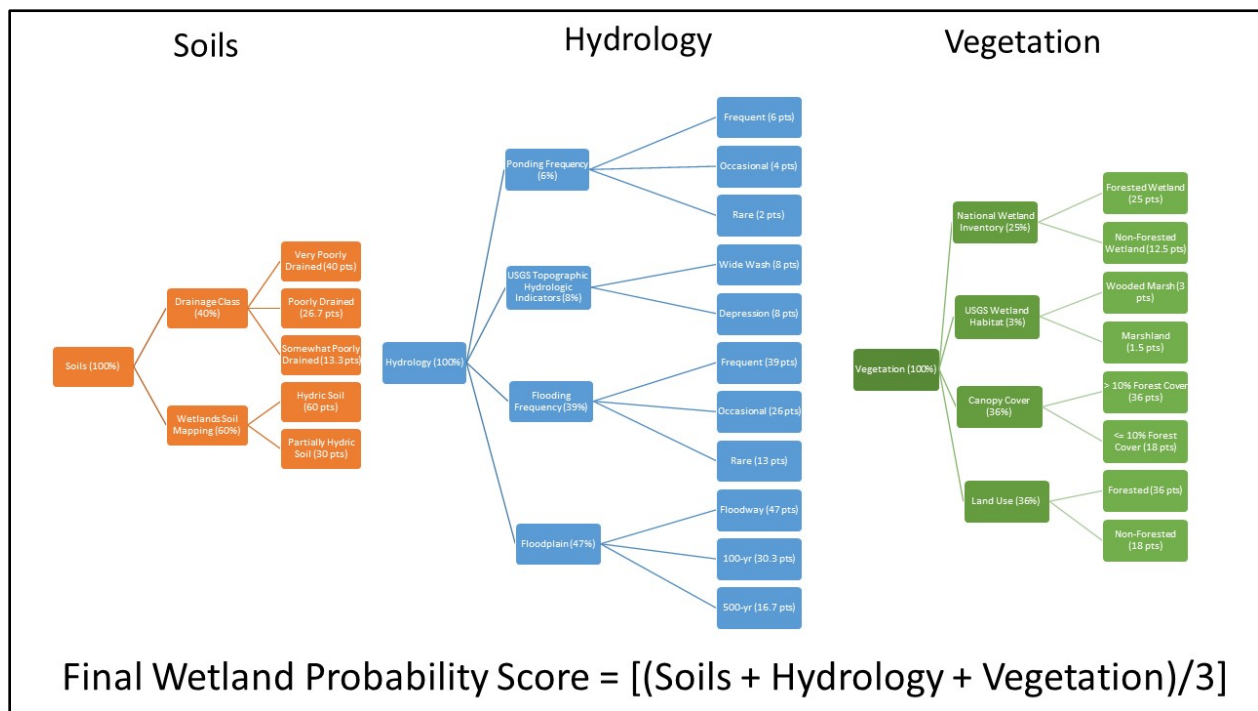 Soils
Hydrology
Vegetation
Soils (100%)
Drainage Class
(40%)
Wetlands Soil
Mapping (60%)
Very Poorly
Drained (40 pts)
Poorly Drained
(26.7 pts)
Somewhat Poorly
Drained (13.3 pts)
Hydric Soil
(60 pts)
Partially Hydric
Soil (30 pts)
Hydrology (100%)
Ponding Frequency
(6%)
USGS Topographic
Hydrologic
Indicators (8%)
Flooding
Frequency (39%)
Floodplain (47%)
Frequent (6 pts)
Occasional (4 pts)
Rare (2 pts)
Wide Wash (8 pts)
Depression (8 pts)
Frequent (39 pts)
Occasional (26 pts)
Rare (13 pts)
Floodway (47 pts)
100-yr (30.3 pts)
500-yr (16.7 pts)
Vegetation (100%)
National Wetland
Inventory (25%)
USGS Wetland
Habitat (3%)
Canopy Cover
(36%)
Land Use (36%)
Forested Wetland
(25 pts)
Non-Forested
Wetland (12.5 pts)
Wooded Marsh (3
pts)
Marshland
(1.5 pts)
> 10% Forest Cover
(36 pts)
<= 10% Forest
Cover (18 pts)
Forested (36 pts)
Non-Forested
(18 pts)
Final Wetland Probability Score = [(Soils + Hydrology + Vegetation)/3]